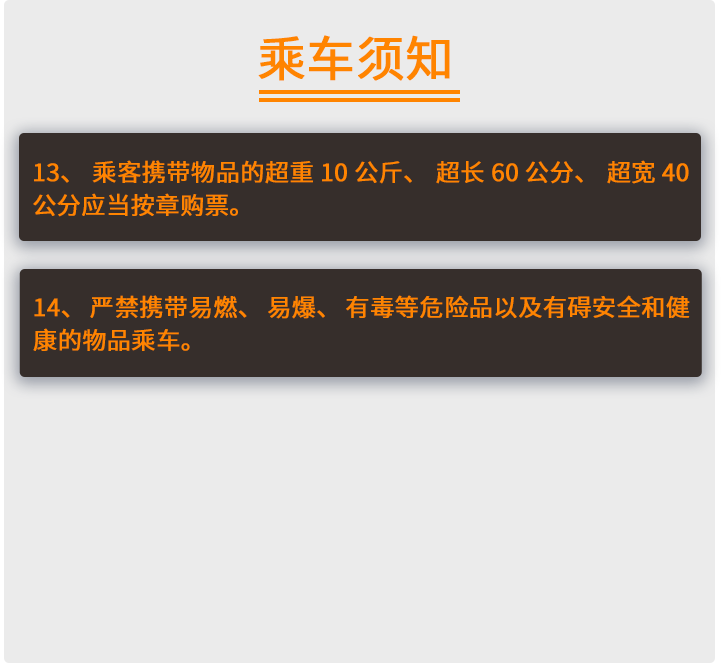 乘车须知
13、 乘客携带物品的超重 10 公斤、 超长 60 公分、 超宽 40
公分应当按章购票。
14、 严禁携带易燃、 易爆、 有毒等危险品以及有碍安全和健
康的物品乘车。